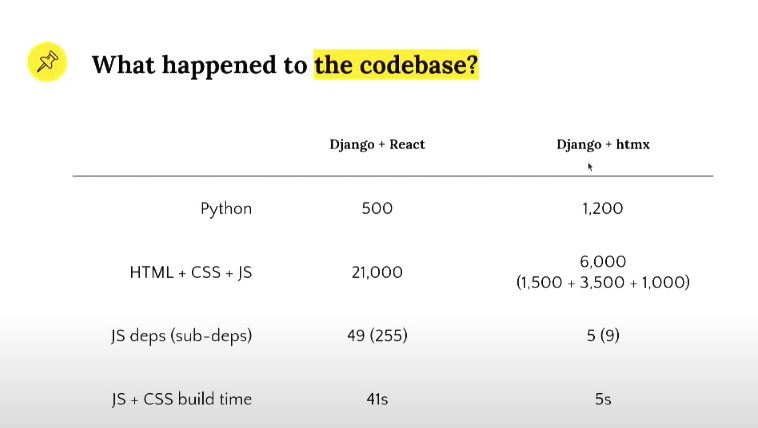 What happened to the codebase?
Django + React Django + htmx
Python 500 1,200
HTML + CSS + JS 21,000 6,000
(1,500 + 3,500 + 1,000)
JS deps (sub-deps) 49 (255) 5 (9)
JS + CSS build time 41s 5s